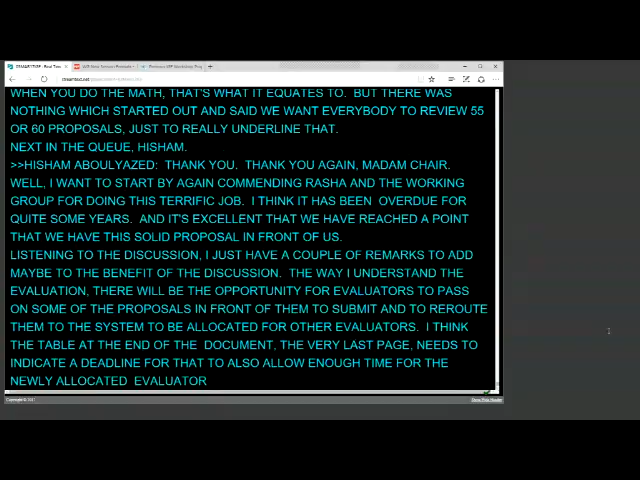 streamtext.net
WHEN YOU DO THE MATH, THAT'S WHAT IT EQUATES TO.  BUT THERE WAS
NOTHING WHICH STARTED OUT AND SAID WE WANT EVERYBODY TO REVIEW 55
OR 60 PROPOSALS, JUST TO REALLY UNDERLINE THAT.
NEXT IN THE QUEUE, HISHAM.
>>HISHAM ABOULYAZED:  THANK YOU.  THANK YOU AGAIN, MADAM CHAIR.
WELL, I WANT TO START BY AGAIN COMMENDING RASHA AND THE WORKING
GROUP FOR DOING THIS TERRIFIC JOB.  I THINK IT HAS BEEN  OVERDUE FOR
QUITE SOME YEARS.  AND IT'S EXCELLENT THAT WE HAVE REACHED A POINT
THAT WE HAVE THIS SOLID PROPOSAL IN FRONT OF US.
LISTENING TO THE DISCUSSION, I JUST HAVE A COUPLE OF REMARKS TO ADD
MAYBE TO THE BENEFIT OF THE DISCUSSION.  THE WAY I UNDERSTAND THE
EVALUATION, THERE WILL BE THE OPPORTUNITY FOR EVALUATORS TO PASS
ON SOME OF THE PROPOSALS IN FRONT OF THEM TO SUBMIT AND TO REROUTE
THEM TO THE SYSTEM TO BE ALLOCATED FOR OTHER EVALUATORS.  I THINK
THE TABLE AT THE END OF THE  DOCUMENT, THE VERY LAST PAGE, NEEDS TO
INDICATE A DEADLINE FOR THAT TO ALSO ALLOW ENOUGH TIME FOR THE
NEWLY ALLOCATED  EVALUATOR